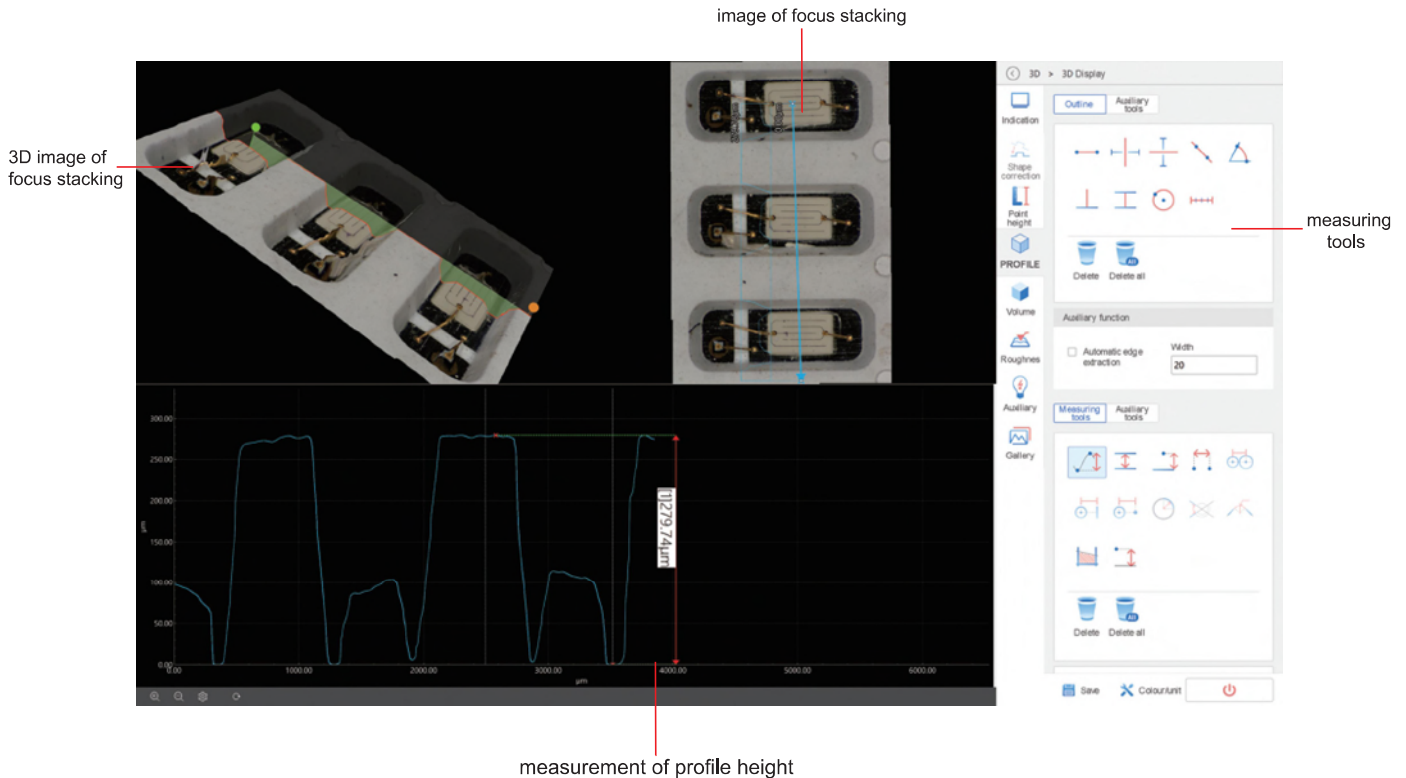 image of focus stacking
3D image of
focus stacking
3D > 3D Display
Indication
Shape
correction
Point
height
PROFILE
Volume
Roughnes
Auxiliary
Gallery
Outline
Auxiliary
tools
Delete
Delete all
Auxiliary function
Automatic edge
extraction
Width
20
Measuring
tools
Auxiliary
tools
Delete
Delete all
Save
Colour/unit
measuring
tools
300.00
250.00
200.00
150.00
100.00
50.00
0.00
µm
0.00
1000.00
2000.00
3000.00
4000.00
5000.00
6000.00
µm
[1]279.74µm
measurement of profile height